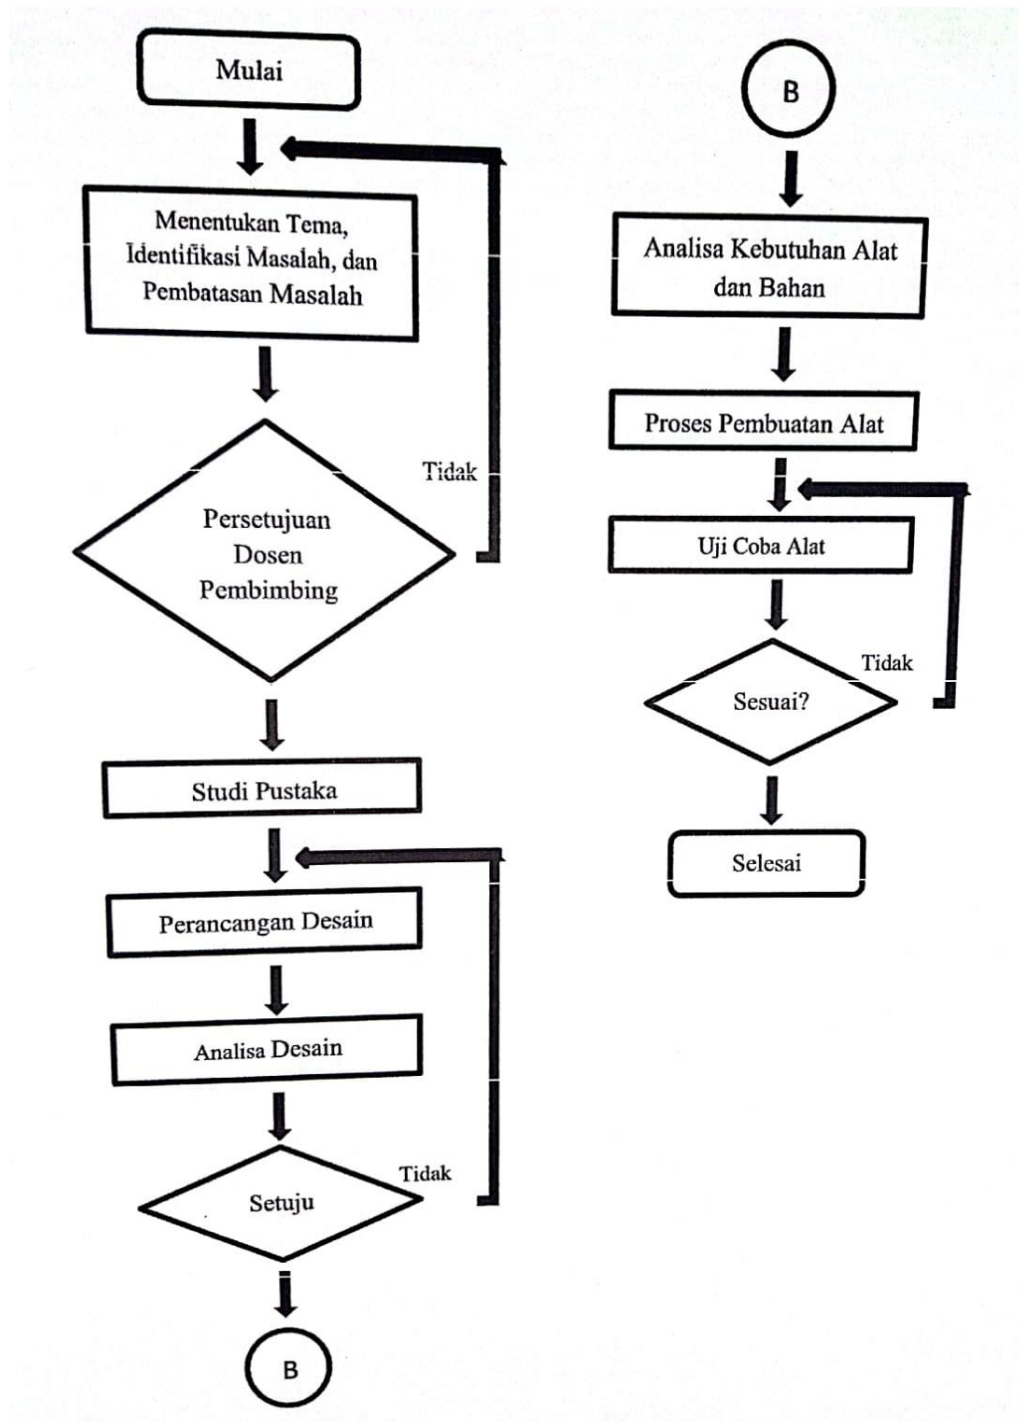 Mulai
Menentukan Tema,
Identifikasi Masalah, dan
Pembatasan Masalah
Tidak
Persetujuan
Dosen
Pembimbing
Studi Pustaka
Perancangan Desain
Analisa Desain
Tidak
Setuju
B
B
Analisa Kebutuhan Alat
dan Bahan
Proses Pembuatan Alat
Uji Coba Alat
Tidak
Sesuai?
Selesai